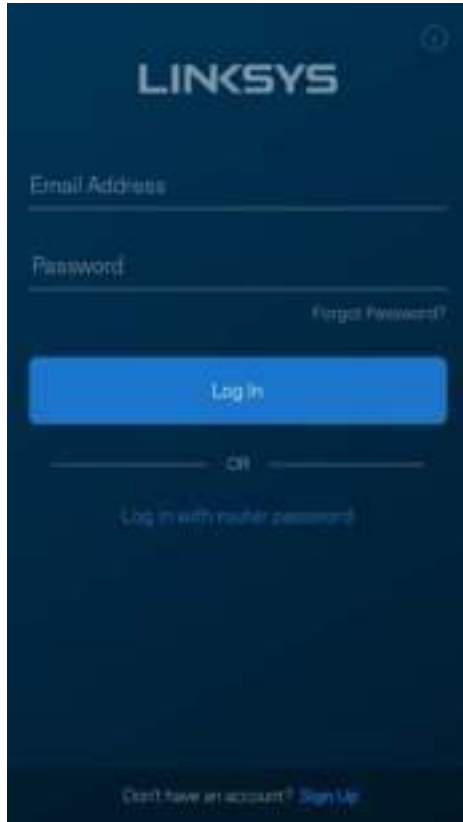 LINKSYS
Email Address
Password
Forgot Password?
Log In
OR
Log in with router password
Don't have an account? Sign Up